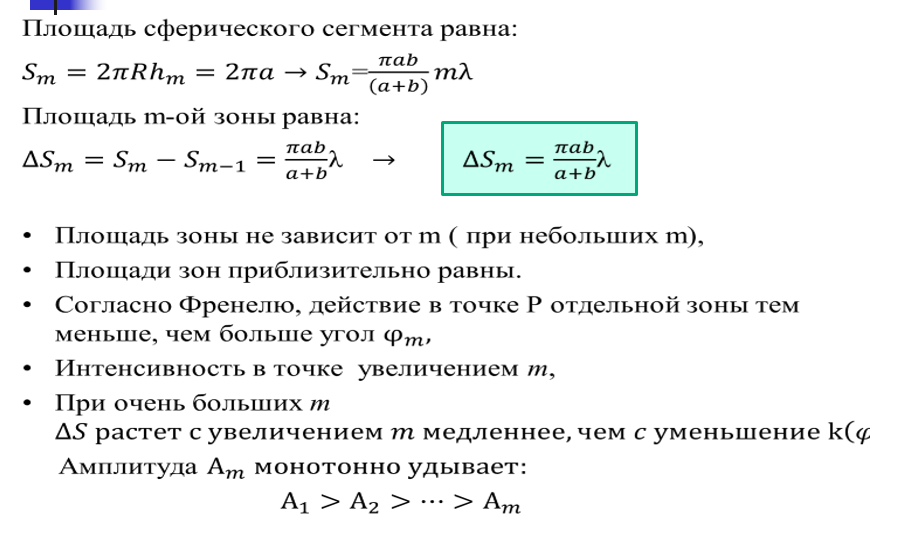 Площадь сферического сегмента равна:
S_m = 2πRh_m = 2πa → S_m=\frac{πab}{(a+b)} mλ
Площадь m-ой зоны равна:
ΔS_m = S_m − S_{m−1} = \frac{πab}{a+b}λ → ΔS_m = \frac{πab}{a+b}λ
• Площадь зоны не зависит от m ( при небольших m),
• Площади зон приблизительно равны.
• Согласно Френелю, действие в точке P отдельной зоны тем
меньше, чем больше угол φ_m,
• Интенсивность в точке увеличением m,
• При очень больших m
ΔS растет с увеличением m медленнее, чем с уменьшение k(φ
Амплитуда A_m монотонно удывает:
A_1 > A_2 > ⋯ > A_m